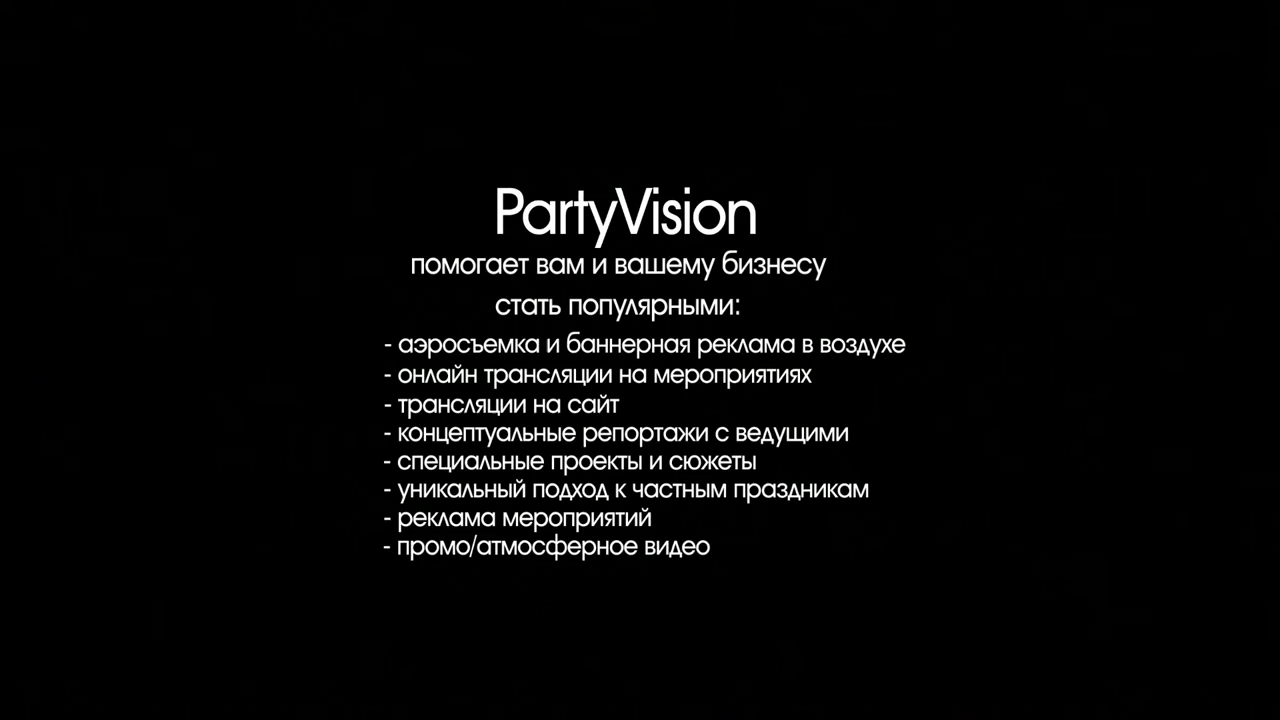 PartyVision
помогает вам и вашему бизнесу
стать популярными:
- аэросъемка и баннерная реклама в воздухе
- онлайн трансляции на мероприятиях
- трансляции на сайт
- концептуальные репортажи с ведущими
- специальные проекты и сюжеты
- уникальный подход к частным праздникам
- реклама мероприятий
- промо/атмосферное видео